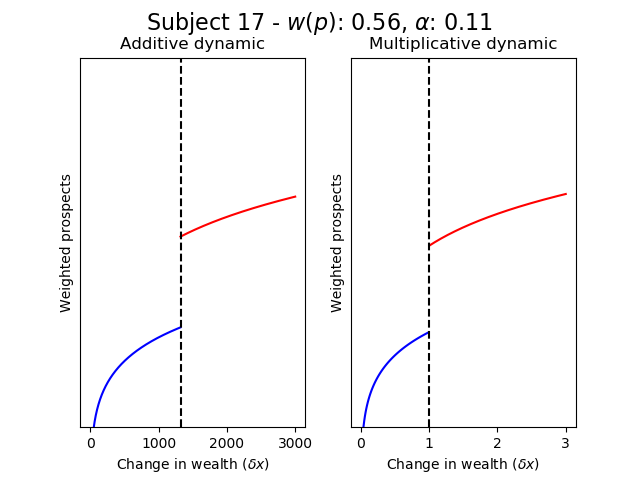 Subject 17 - w(p): 0.56, α: 0.11
Additive dynamic
Weighted prospects
0 1000 2000 3000
Change in wealth (δx)
Multiplicative dynamic
Weighted prospects
0 1 2 3
Change in wealth (δx)